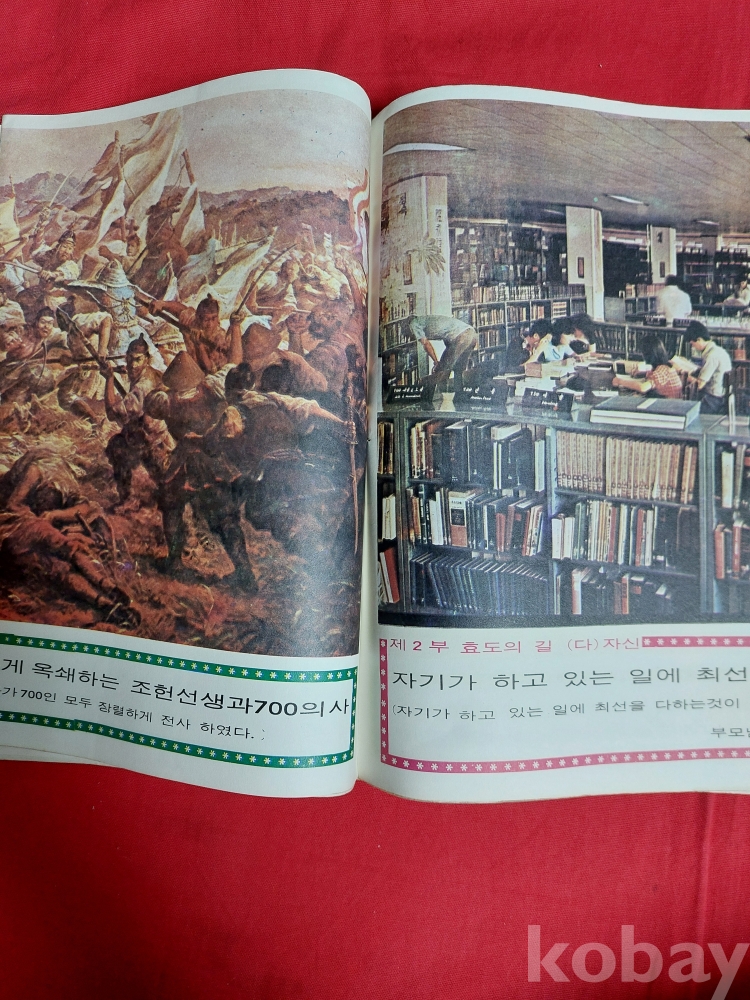 게 옥쇄하는 조헌선생과700의사
가 700인 모두 장렬하게 전사 하였다.
제 2 부 효도의 길 (다)자신
자기가 하고 있는 일에 최선
(자기가 하고 있는 일에 최선을 다하는것이
부모님
kobay